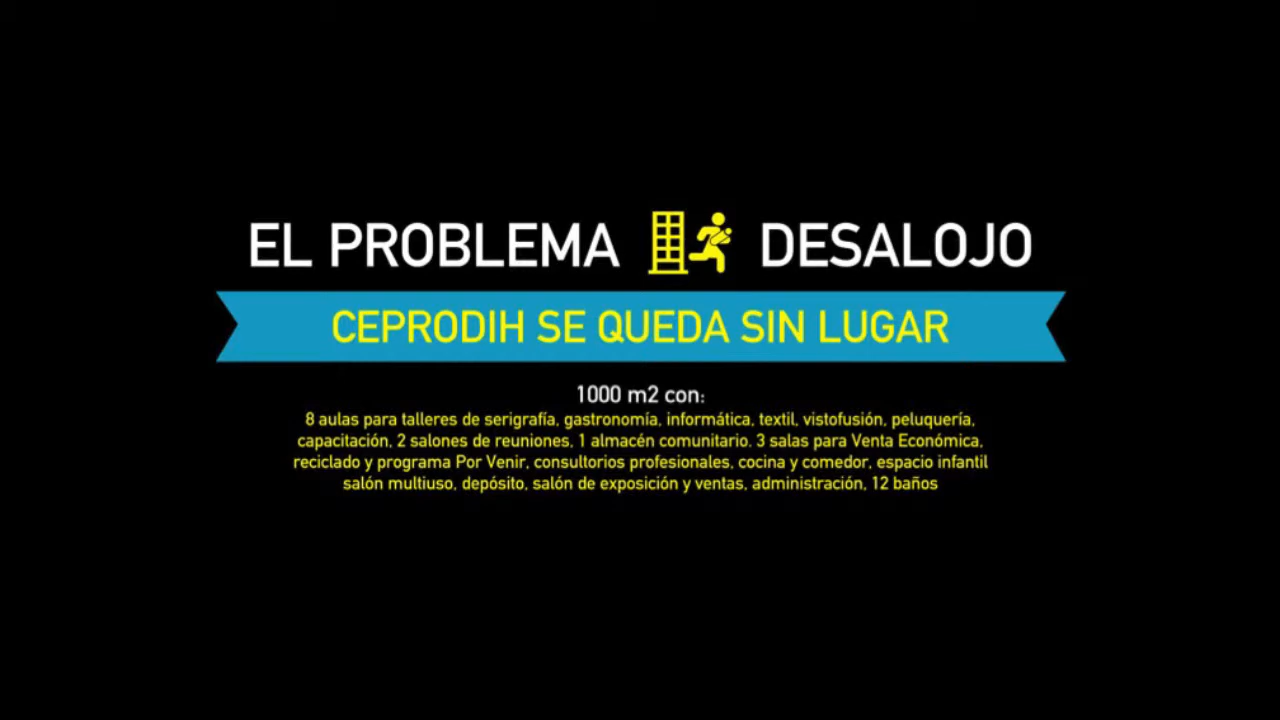 EL PROBLEMA DESALOJO
CEPRODIH SE QUEDA SIN LUGAR
1000 m2 con:
8 aulas para talleres de serigrafía, gastronomía, informática, textil, vistofusión, peluquería,
capacitación, 2 salones de reuniones, 1 almacén comunitario. 3 salas para Venta Económica,
reciclado y programa Por Venir, consultorios profesionales, cocina y comedor, espacio infantil
salón multiuso, depósito, salón de exposición y ventas, administración, 12 baños